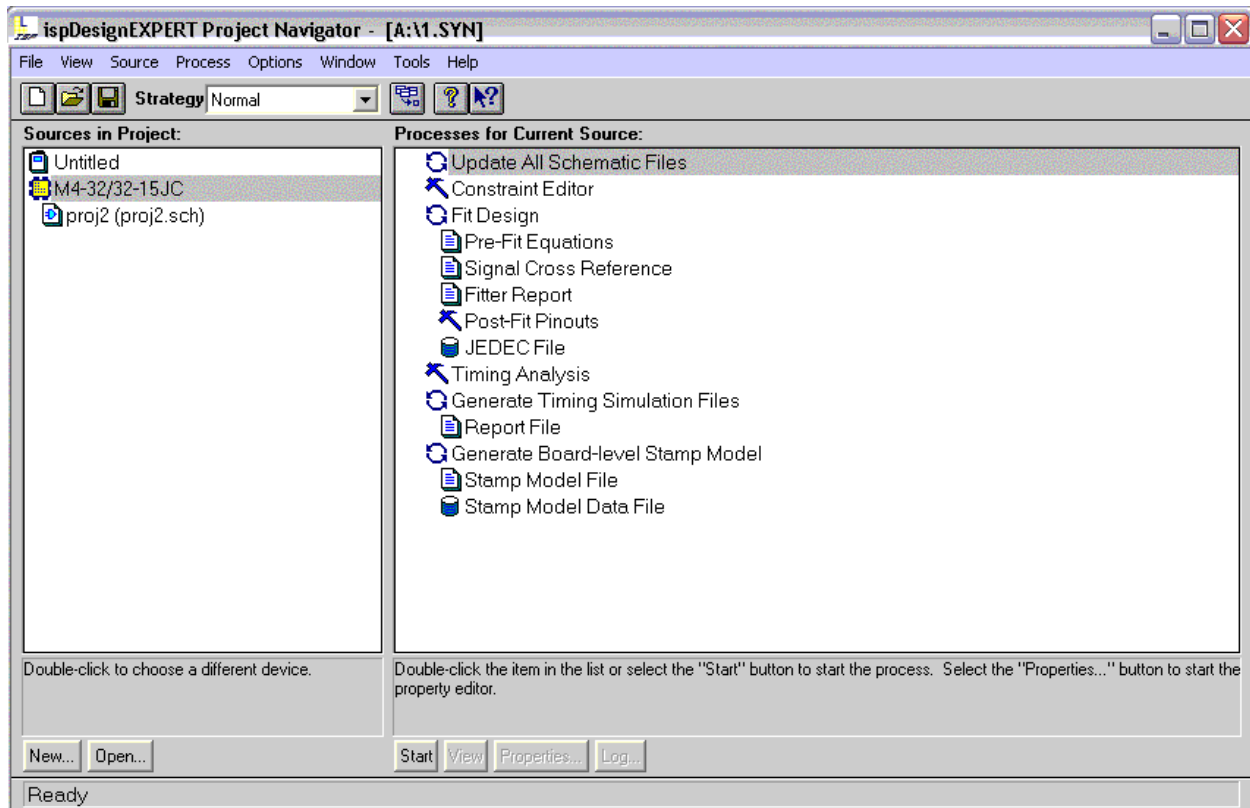 ispDesignEXPERT Project Navigator - [A:\1.SYN]
File View Source Process Options Window Tools Help
Strategy Normal
Sources in Project:
Untitled
M4-32/32-15JC
proj2 (proj2.sch)
Double-click to choose a different device.
New... Open...
Processes for Current Source:
Update All Schematic Files
Constraint Editor
Fit Design
Pre-Fit Equations
Signal Cross Reference
Fitter Report
Post-Fit Pinouts
JEDEC File
Timing Analysis
Generate Timing Simulation Files
Report File
Generate Board-level Stamp Model
Stamp Model File
Stamp Model Data File
Double-click the item in the list or select the "Start" button to start the process. Select the "Properties..." button to start the
property editor.
Start View Properties... Log...
Ready